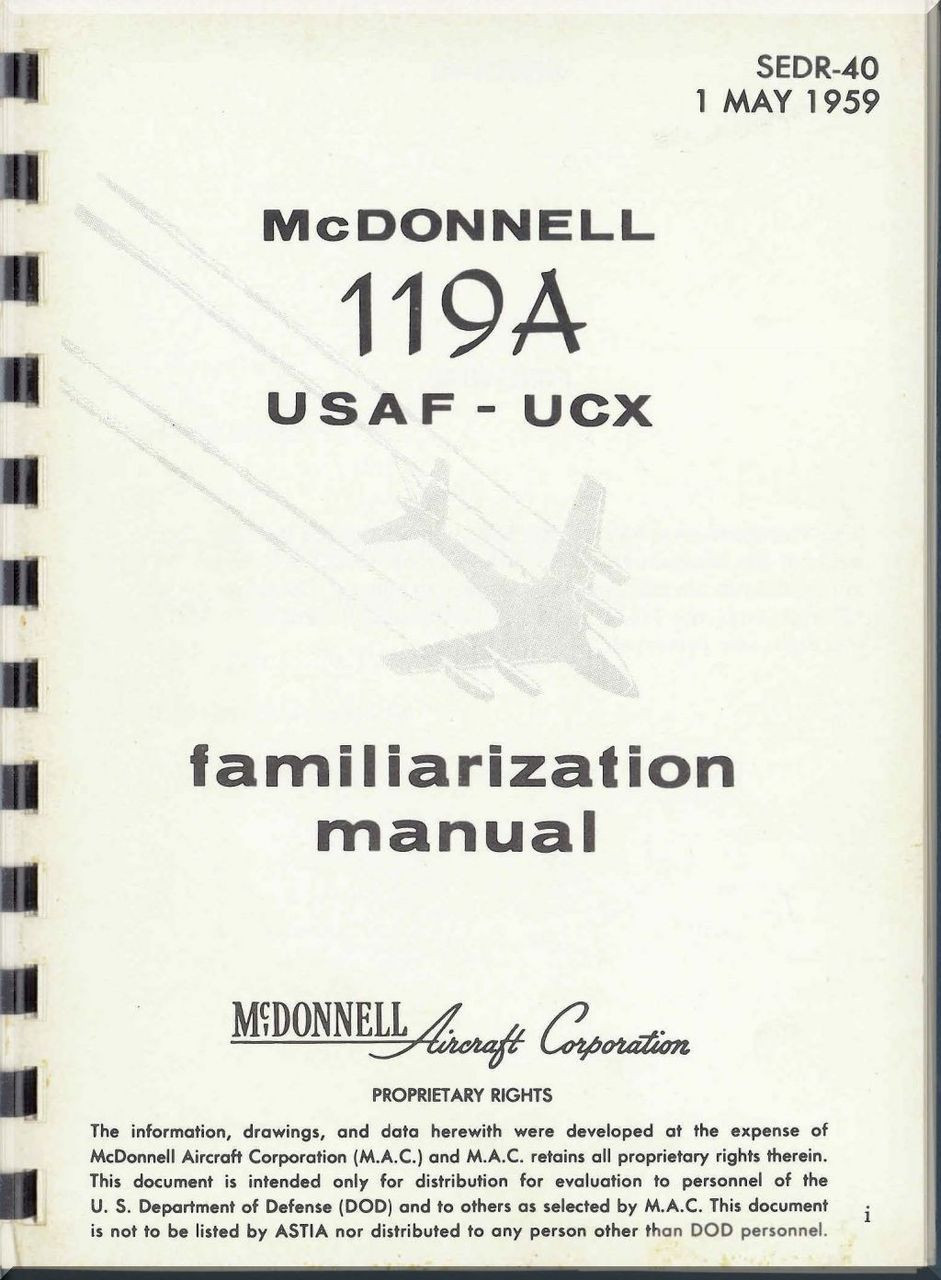 SEDR-40
1 MAY 1959
McDONNELL
119A
USAF - UCX
familiarization
manual
McDONNELL Aircraft Corporation
PROPRIETARY RIGHTS
The information, drawings, and data herewith were developed at the expense of
McDonnell Aircraft Corporation (M.A.C.) and M.A.C. retains all proprietary rights therein.
This document is intended only for distribution for evaluation to personnel of the
U. S. Department of Defense (DOD) and to others as selected by M.A.C. This document
is not to be listed by ASTIA nor distributed to any person other than DOD personnel.
i